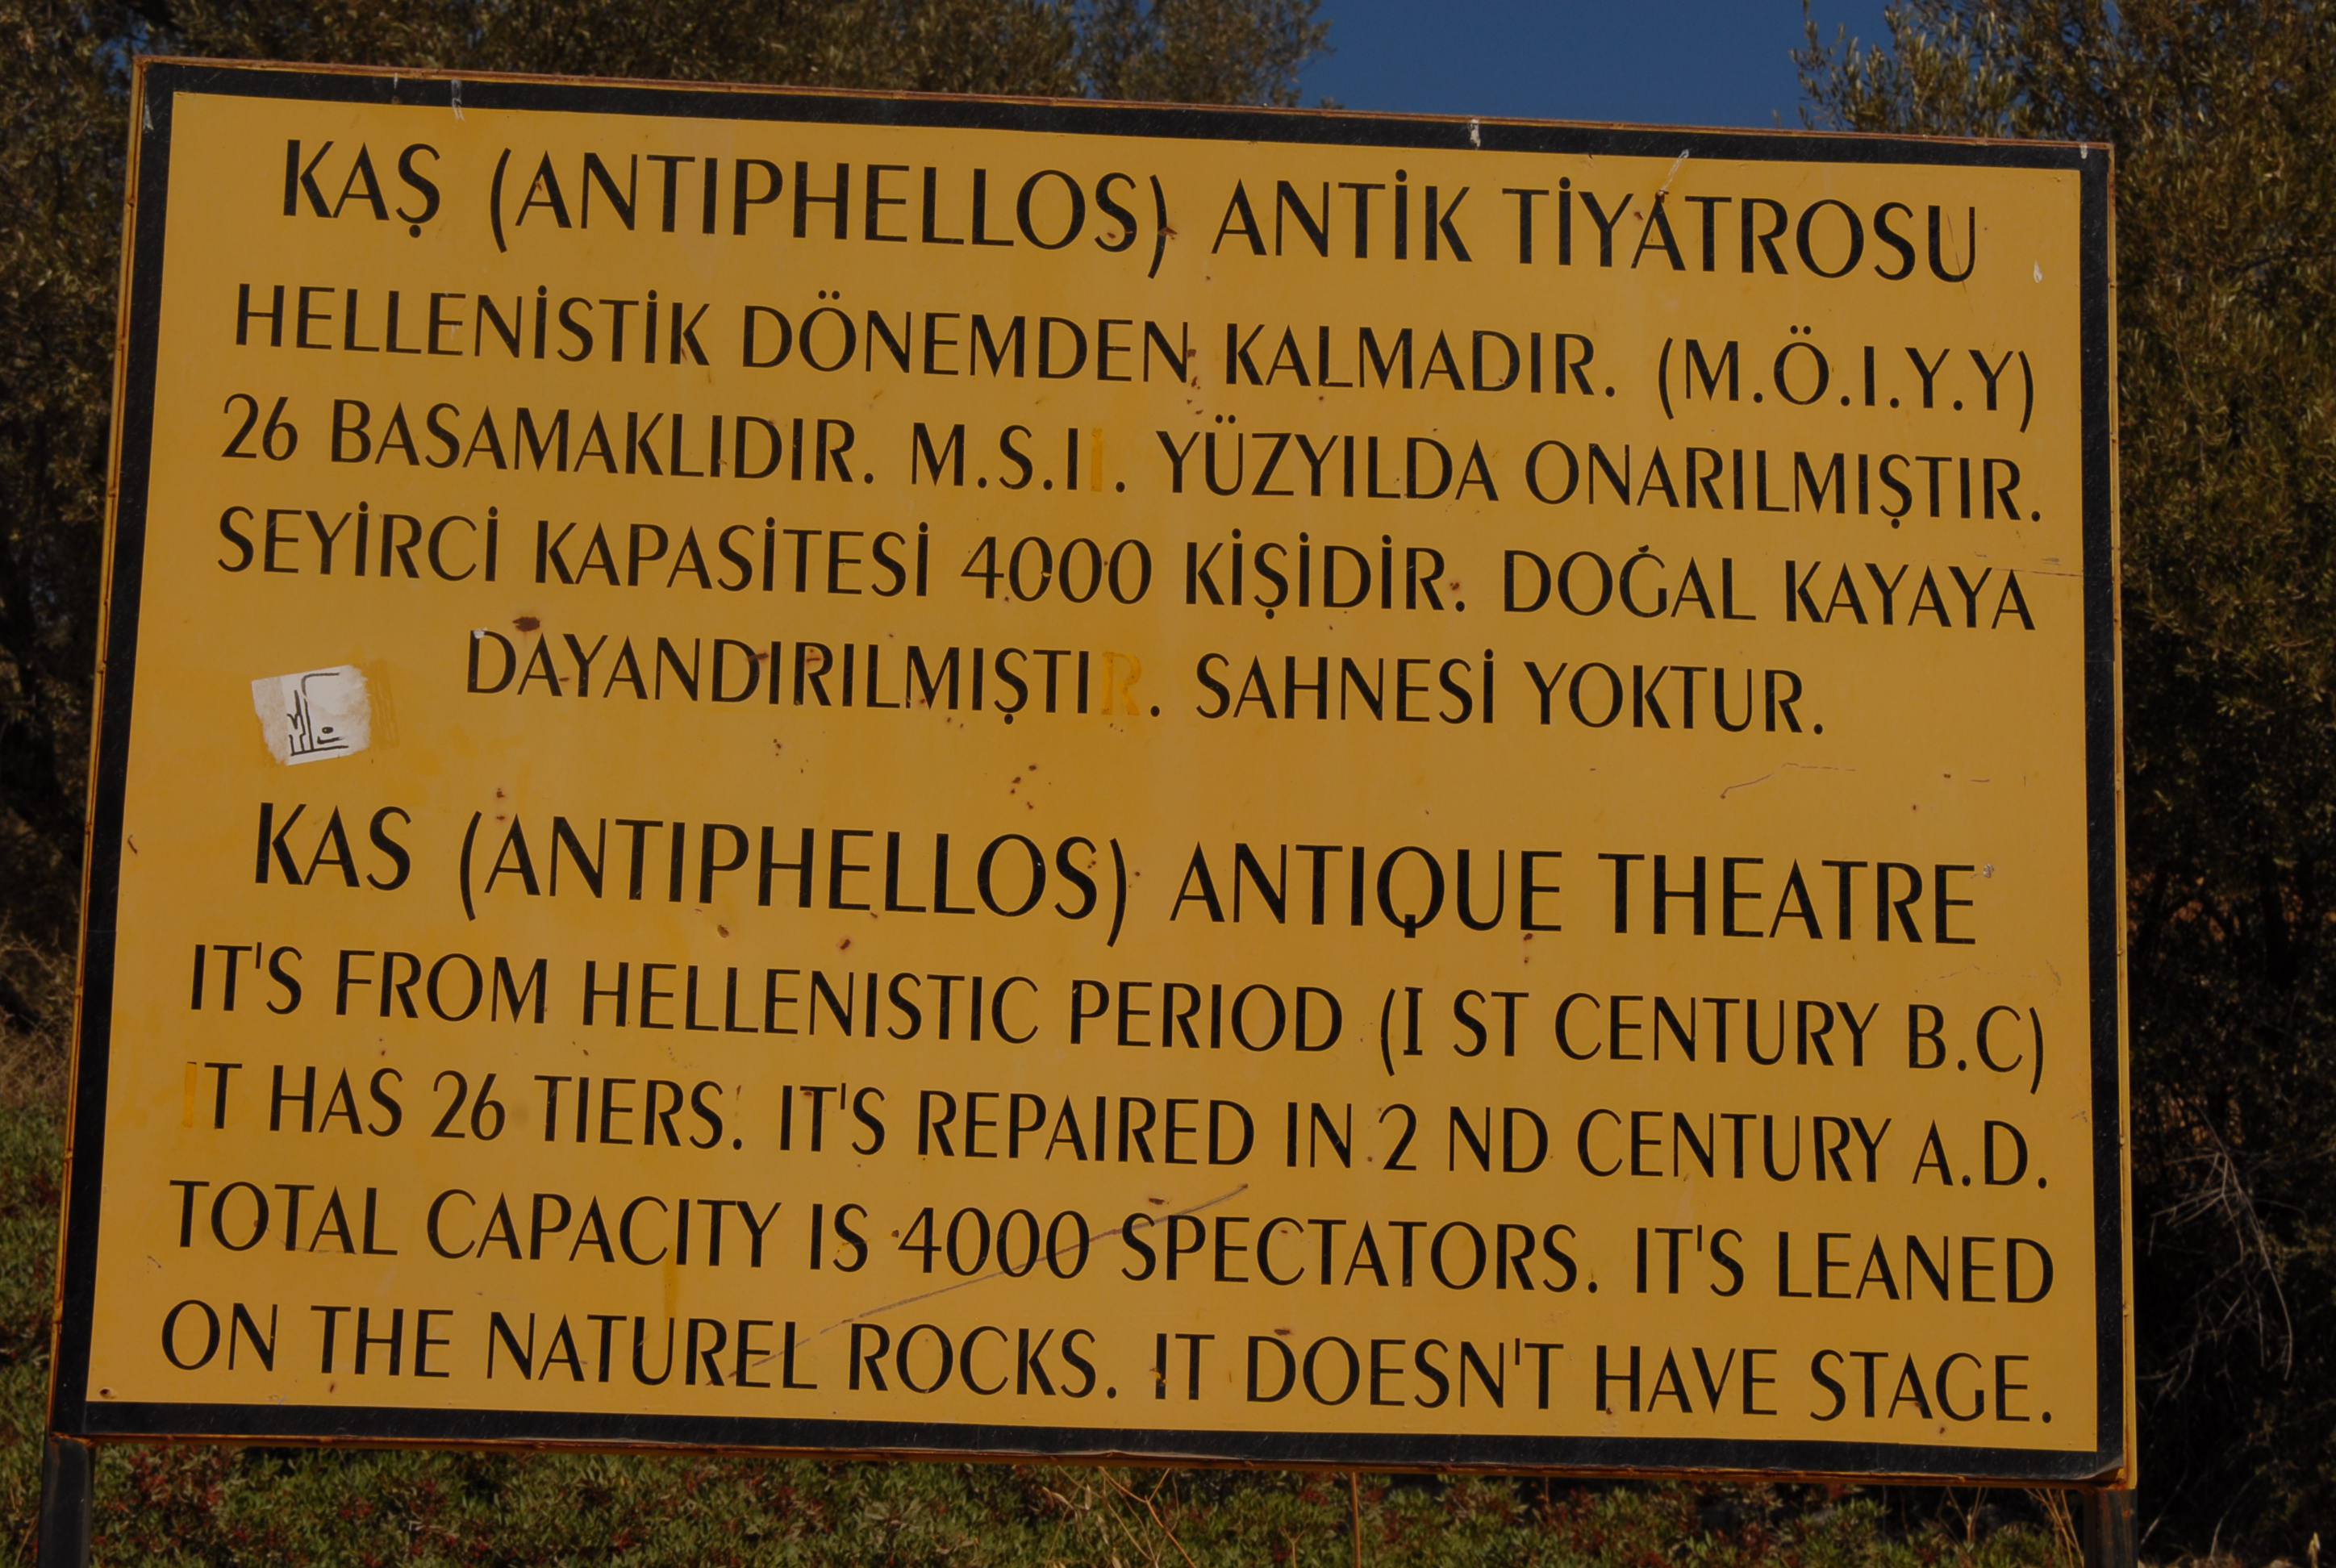 KAŞ (ANTIPHELLOS) ANTİK TİYATROSU
HELLENİSTİK DÖNEMDEN KALMADIR. (M.Ö.I.Y.Y)
26 BASAMAKLIDIR. M.S.II. YÜZYILDA ONARILMIŞTIR.
SEYİRCİ KAPASİTESİ 4000 KİŞİDİR. DOĞAL KAYAYA
DAYANDIRILMIŞTIR. SAHNESİ YOKTUR.
KAS (ANTIPHELLOS) ANTIQUE THEATRE
IT'S FROM HELLENISTIC PERIOD (I ST CENTURY B.C)
IT HAS 26 TIERS. IT'S REPAIRED IN 2 ND CENTURY A.D.
TOTAL CAPACITY IS 4000 SPECTATORS. IT'S LEANED
ON THE NATUREL ROCKS. IT DOESN'T HAVE STAGE.